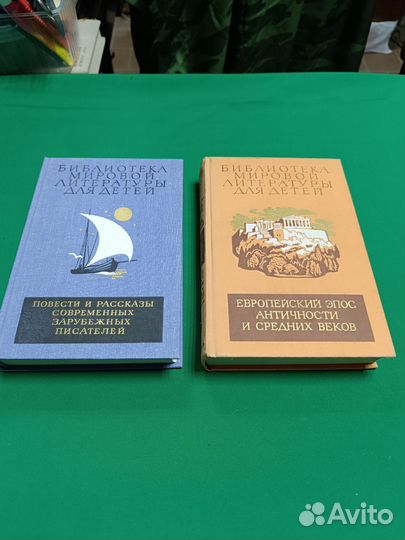 БИБЛИОТЕКА
МИРОВОЙ
ЛИТЕРАТУРЫ
ДЛЯ ДЕТЕЙ
ПОВЕСТИ И РАССКАЗЫ
СОВРЕМЕННЫХ
ЗАРУБЕЖНЫХ
ПИСАТЕЛЕЙ
БИБЛИОТЕКА
МИРОВОЙ
ЛИТЕРАТУРЫ
ДЛЯ ДЕТЕЙ
ЕВРОПЕЙСКИЙ ЭПОС
АНТИЧНОСТИ
И СРЕДНИХ ВЕКОВ
Avito